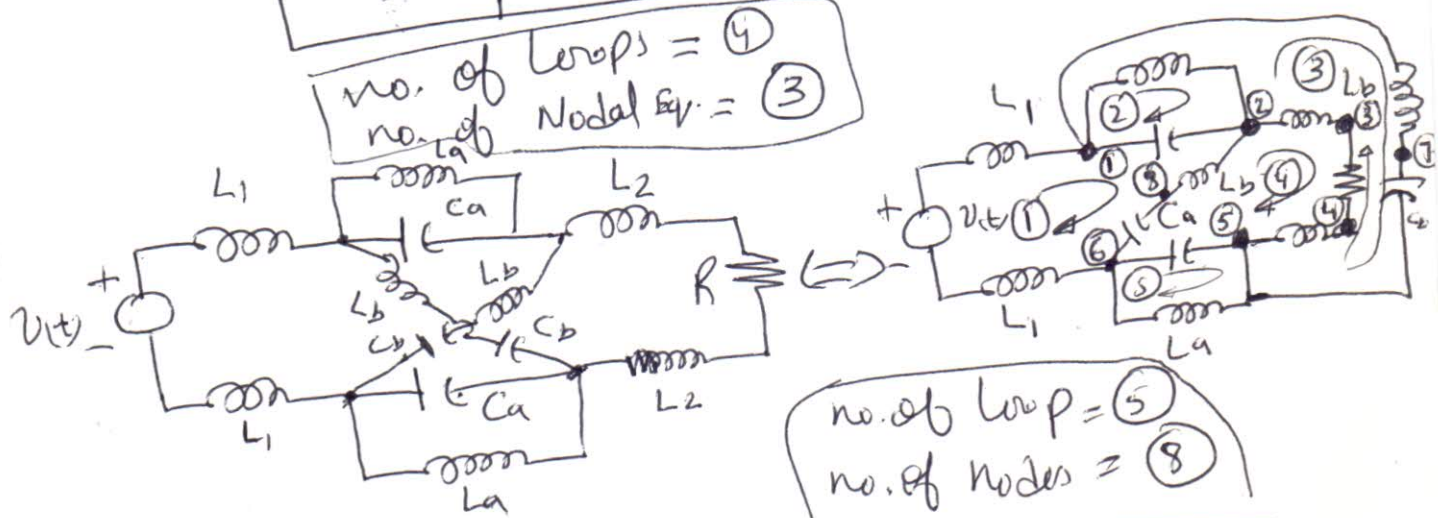 no. of Loops = 4
no. of Nodal Eq. = 3
La
L1
Ca
L2
+
V(t)
-
Lb
Lb
R
Cb
Cb
L1
Ca
L2
La
<=>
L1
2
2
3
Lb
3
7
1
8
Lb
4
+
V(t)
1
-
Ca
5
4
6
5
L1
La
no. of Loop = 5
no. of nodes = 8